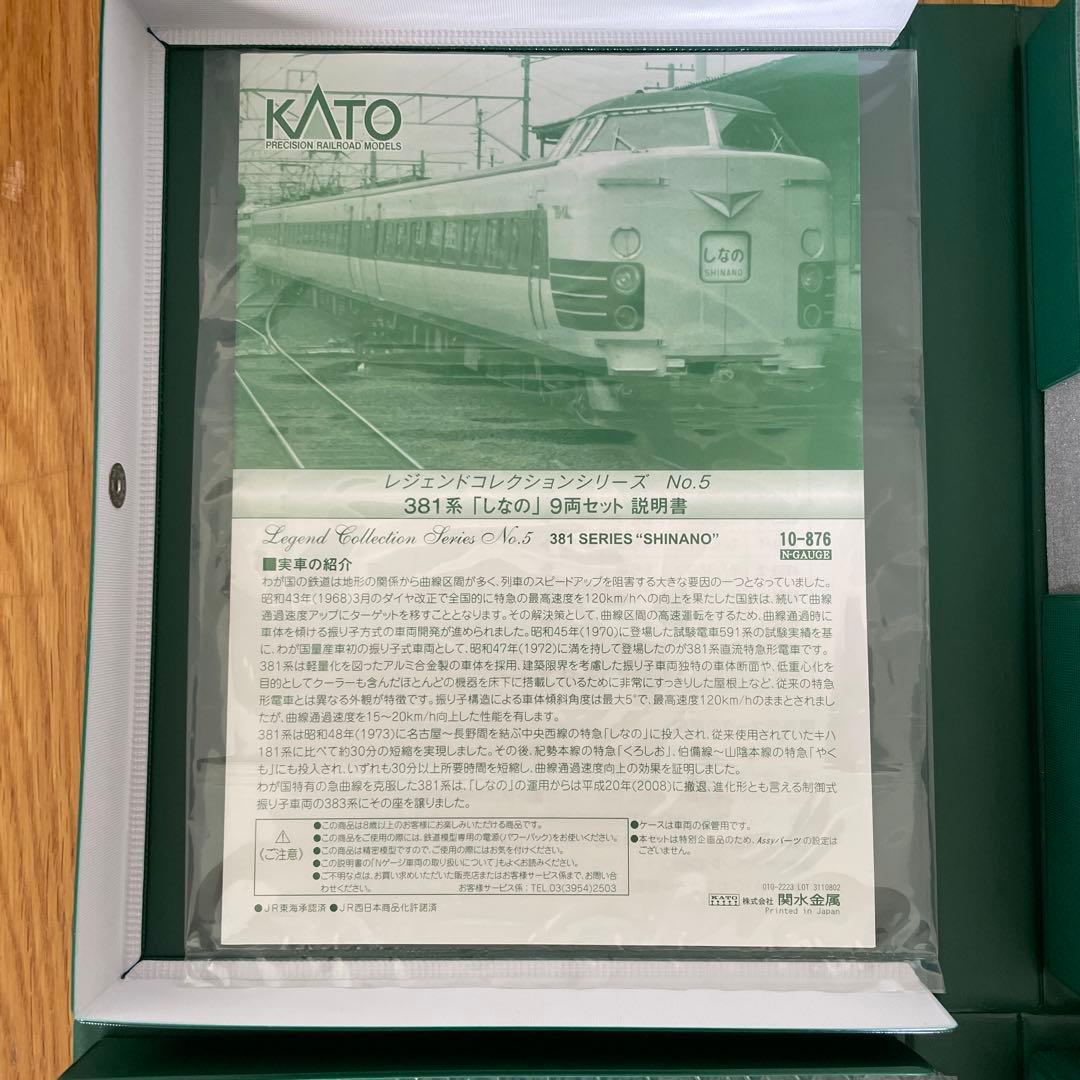 KATO
PRECISION RAILROAD MODELS
しなの
SHINANO
レジェンドコレクションシリーズ No.5
381系「しなの」9両セット 説明書
Legend Collection Series No.5 381 SERIES “SHINANO” 10-876
N-GAUGE
■実車の紹介
わが国の鉄道は地形の関係から曲線区間が多く、列車のスピードアップを阻害する大きな要因の一つとなっていました。
昭和43年(1968)3月のダイヤ改正で全国的に特急の最高速度を120km/hへの向上を果たした国鉄は、続いて曲線
通過速度アップにターゲットを移すこととなります。その解決策として、曲線区間の高速運転をするため、曲線通過時に
車体を傾ける振り子方式の車両開発が進められました。昭和45年(1970)に登場した試験電車591系の試験実績を基
に、わが国量産車初の振り子式車両として、昭和47年(1972)に満を持して登場したのが381系直流特急形電車です。
381系は軽量化を図ったアルミ合金製の車体を採用、建築限界を考慮した振り子車両独特の車体断面や、低重心化を
目的としてクーラーも含んだほとんどの機器を床下に搭載しているために非常にすっきりした屋根上など、従来の特急
形電車とは異なる外観が特徴です。振り子構造による車体傾斜角度は最大5°で、最高速度120km/hのままとされまし
たが、曲線通過速度を15〜20km/h向上した性能を有します。
381系は昭和48年(1973)に名古屋〜長野間を結ぶ中央西線の特急「しなの」に投入され、従来使用されていたキハ
181系に比べて約30分の短縮を実現しました。その後、紀勢本線の特急「くろしお」、伯備線〜山陰本線の特急「やく
も」にも投入され、いずれも30分以上所要時間を短縮し、曲線通過速度向上の効果を証明しました。
わが国特有の急曲線を克服した381系は、「しなの」の運用からは平成20年(2008)に撤退、進化形とも言える制御式
振り子車両の383系にその座を譲りました。
〈ご注意〉
●この商品は8歳以上のお客様にお楽しみいただける商品です。
●この商品をご使用の際には、鉄道模型専用の電源(パワーパック)をお使いください。
●この商品は精密模型ですので、ご使用の際にはお気を付けください。
●この説明書の「Nゲージ車両の取り扱いについて」もよくお読みください。
●ご不明な点は、お買い求めいただいた販売店またはお客様サービス係まで、お問い合
わせください。 お客様サービス係：TEL.03(3954)2503
●ケースは車両の保管用です。
●本セットは特別企画品のため、Assyパーツの設定は
ございません。
●JR東海承認済 ●JR西日本商品化許諾済
010-2223 LOT 3110802
KATO 株式会社 関水金属
Printed in Japan